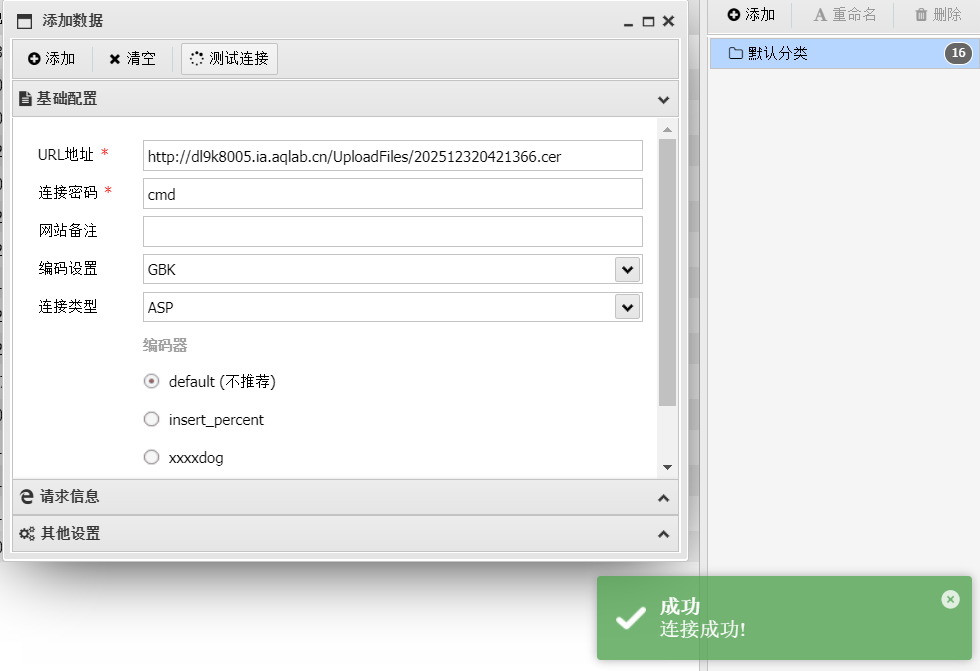 添加数据
添加 清空 测试连接
基础配置
URL地址 * http://dl9k8005.ia.aqlab.cn/UploadFiles/202512320421366.cer
连接密码 * cmd
网站备注
编码设置 GBK
连接类型 ASP
编码器
default (不推荐)
insert_percent
xxxxdog
请求信息
其他设置
添加 重命名 删除
默认分类 16
成功
连接成功!